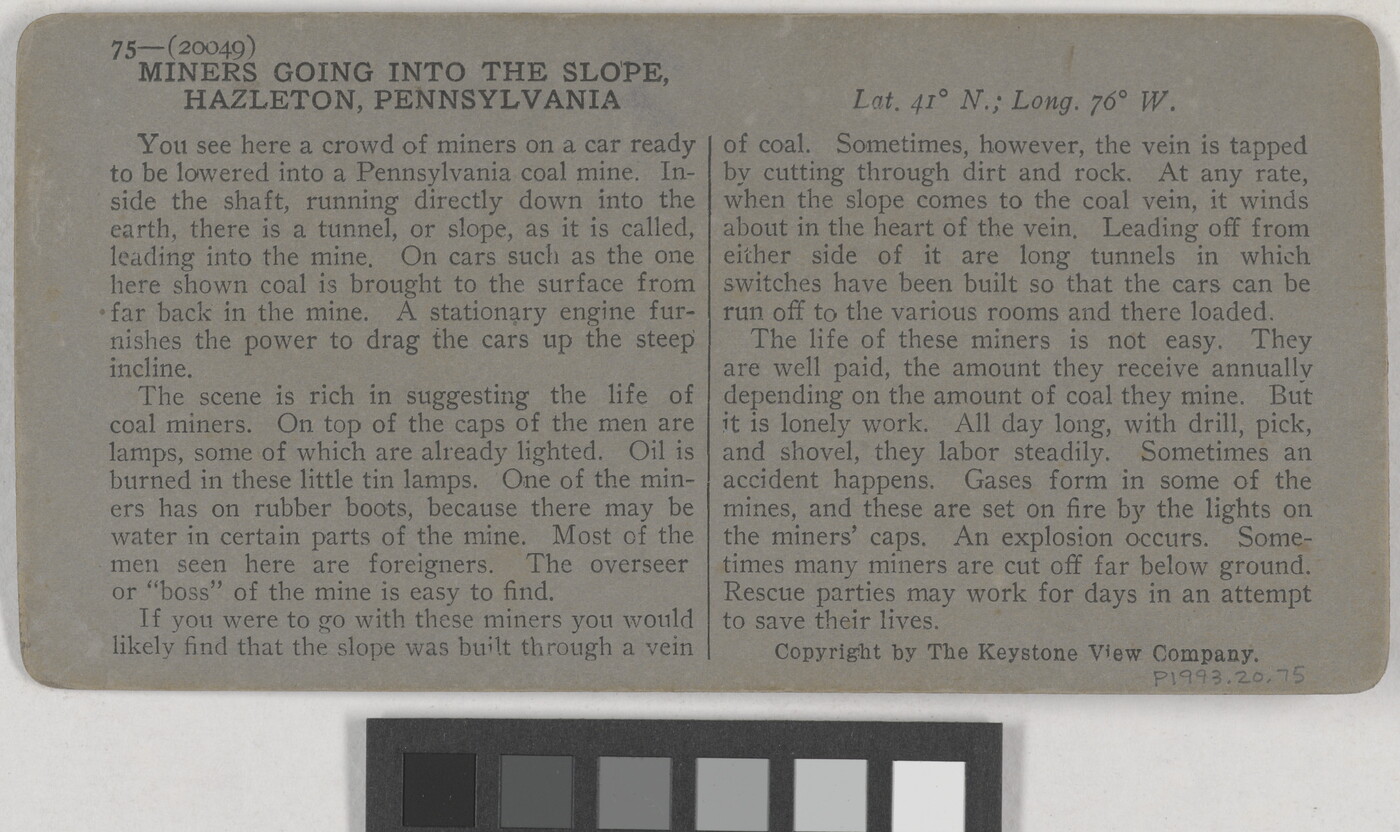 75—(20049)
MINERS GOING INTO THE SLOPE,
HAZLETON, PENNSYLVANIA
Lat. 41° N.; Long. 76° W.
You see here a crowd of miners on a car ready
to be lowered into a Pennsylvania coal mine. In-
side the shaft, running directly down into the
earth, there is a tunnel, or slope, as it is called,
leading into the mine. On cars such as the one
here shown coal is brought to the surface from
far back in the mine. A stationary engine fur-
nishes the power to drag the cars up the steep
incline.
The scene is rich in suggesting the life of
coal miners. On top of the caps of the men are
lamps, some of which are already lighted. Oil is
burned in these little tin lamps. One of the min-
ers has on rubber boots, because there may be
water in certain parts of the mine. Most of the
men seen here are foreigners. The overseer
or “boss” of the mine is easy to find.
If you were to go with these miners you would
likely find that the slope was built through a vein
of coal. Sometimes, however, the vein is tapped
by cutting through dirt and rock. At any rate,
when the slope comes to the coal vein, it winds
about in the heart of the vein. Leading off from
either side of it are long tunnels in which
switches have been built so that the cars can be
run off to the various rooms and there loaded.
The life of these miners is not easy. They
are well paid, the amount they receive annually
depending on the amount of coal they mine. But
it is lonely work. All day long, with drill, pick,
and shovel, they labor steadily. Sometimes an
accident happens. Gases form in some of the
mines, and these are set on fire by the lights on
the miners’ caps. An explosion occurs. Some-
times many miners are cut off far below ground.
Rescue parties may work for days in an attempt
to save their lives.
Copyright by The Keystone View Company.
P1993.20.75